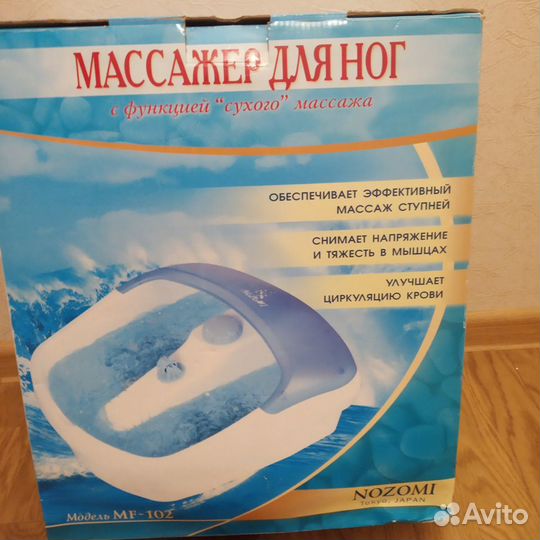 МАССАЖЕР ДЛЯ НОГ
с функцией "сухого" массажа
ОБЕСПЕЧИВАЕТ ЭФФЕКТИВНЫЙ
МАССАЖ СТУПНЕЙ
СНИМАЕТ НАПРЯЖЕНИЕ
И ТЯЖЕСТЬ В МЫШЦАХ
УЛУЧШАЕТ
ЦИРКУЛЯЦИЮ КРОВИ
NOZOMI
NOZOMI
Tokyo, JAPAN
Модель MF-102
Avito